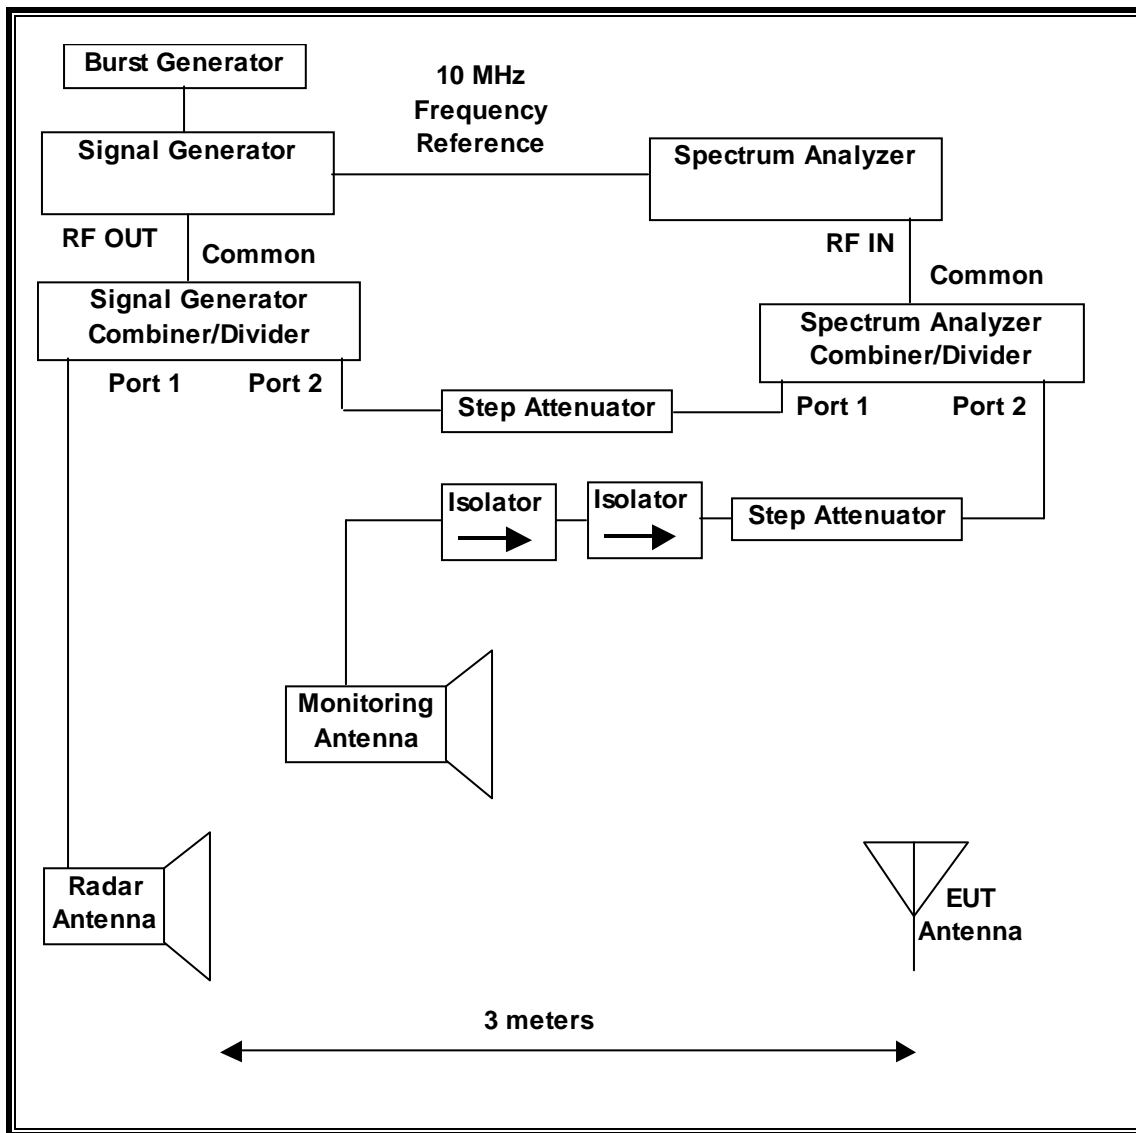 Burst Generator
10 MHz
Frequency
Reference
Signal Generator
Spectrum Analyzer
RF OUT
Common
RF IN
Common
Signal Generator
Combiner/Divider
Spectrum Analyzer
Combiner/Divider
Port 1
Port 2
Step Attenuator
Port 1
Port 2
Isolator
Isolator
Step Attenuator
Monitoring
Antenna
Radar
Antenna
EUT
Antenna
3 meters